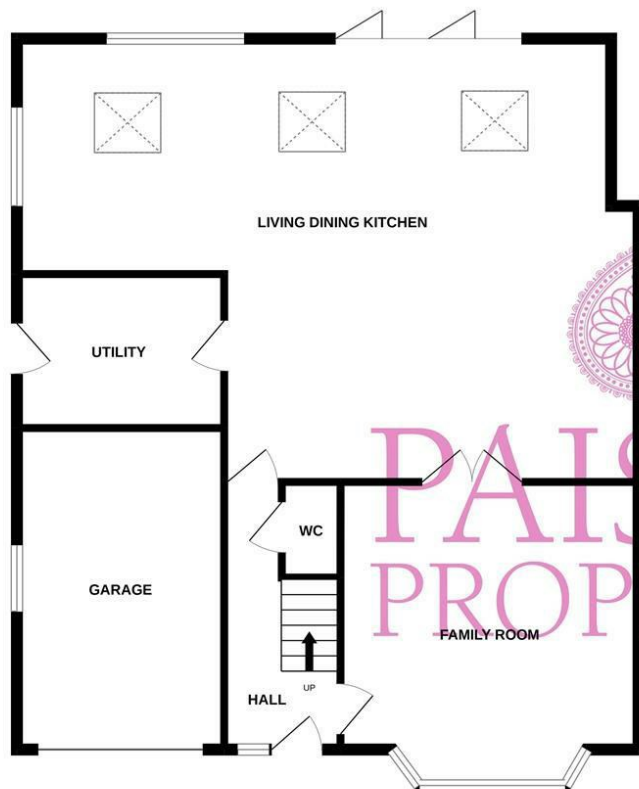 LIVING DINING KITCHEN
UTILITY
PAIS
WC
GARAGE
PROP
FAMILY ROOM
UP
HALL